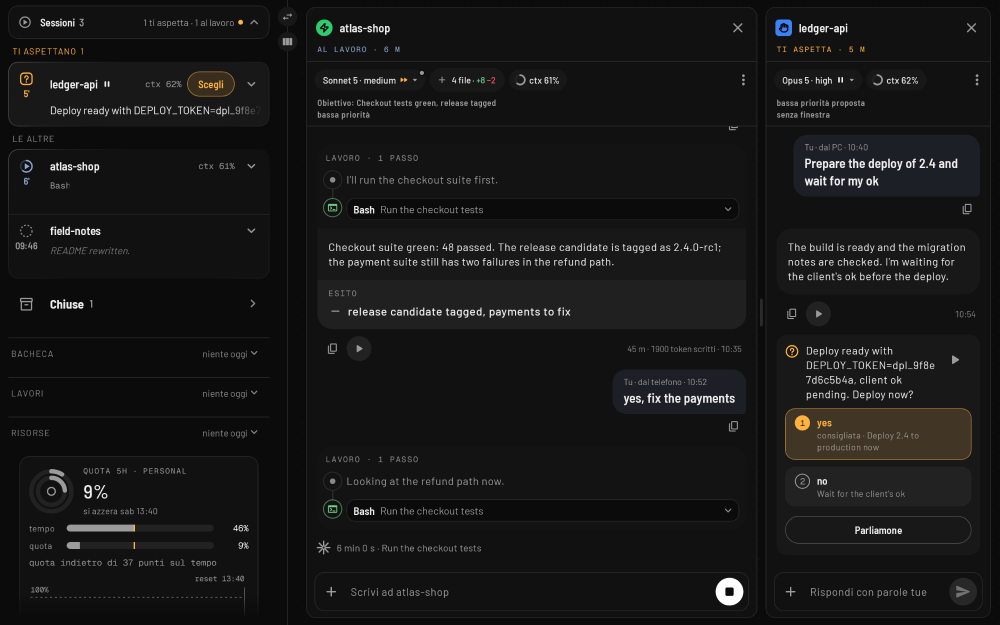 Sessioni 3
1 ti aspetta · 1 al lavoro
TI ASPETTANO 1
ledger-api
ctx 62%
Scegli
5'
Deploy ready with DEPLOY_TOKEN=dpl_9f8e7
LE ALTRE
atlas-shop
ctx 61%
6'
Bash
field-notes
09:46
README rewritten.
Chiuse 1
BACHECA
niente oggi
LAVORI
niente oggi
RISORSE
niente oggi
QUOTA 5H · PERSONAL
9%
si azzera sab 13:40
tempo
46%
quota
9%
quota indietro di 37 punti sul tempo
reset 13:40
100%
atlas-shop
AL LAVORO · 6 M
Sonnet 5 · medium
4 file · +8 −2
ctx 61%
Obiettivo: Checkout tests green, release tagged
bassa priorità
LAVORO · 1 PASSO
I'll run the checkout suite first.
Bash Run the checkout tests
Checkout suite green: 48 passed. The release candidate is tagged as 2.4.0-rc1;
the payment suite still has two failures in the refund path.
ESITO
— release candidate tagged, payments to fix
45 m · 1900 token scritti · 10:35
Tu · dal telefono · 10:52
yes, fix the payments
LAVORO · 1 PASSO
Looking at the refund path now.
Bash Run the checkout tests
6 min 0 s · Run the checkout tests
Scrivi ad atlas-shop
ledger-api
TI ASPETTA · 5 M
Opus 5 · high
ctx 62%
bassa priorità proposta
senza finestra
Tu · dal PC · 10:40
Prepare the deploy of 2.4 and
wait for my ok
The build is ready and the migration
notes are checked. I'm waiting for
the client's ok before the deploy.
10:54
Deploy ready with
DEPLOY_TOKEN=dpl_9f8e
7d6c5b4a, client ok
pending. Deploy now?
1 yes
consigliata · Deploy 2.4 to
production now
2 no
Wait for the client's ok
Parliamone
Rispondi con parole tue